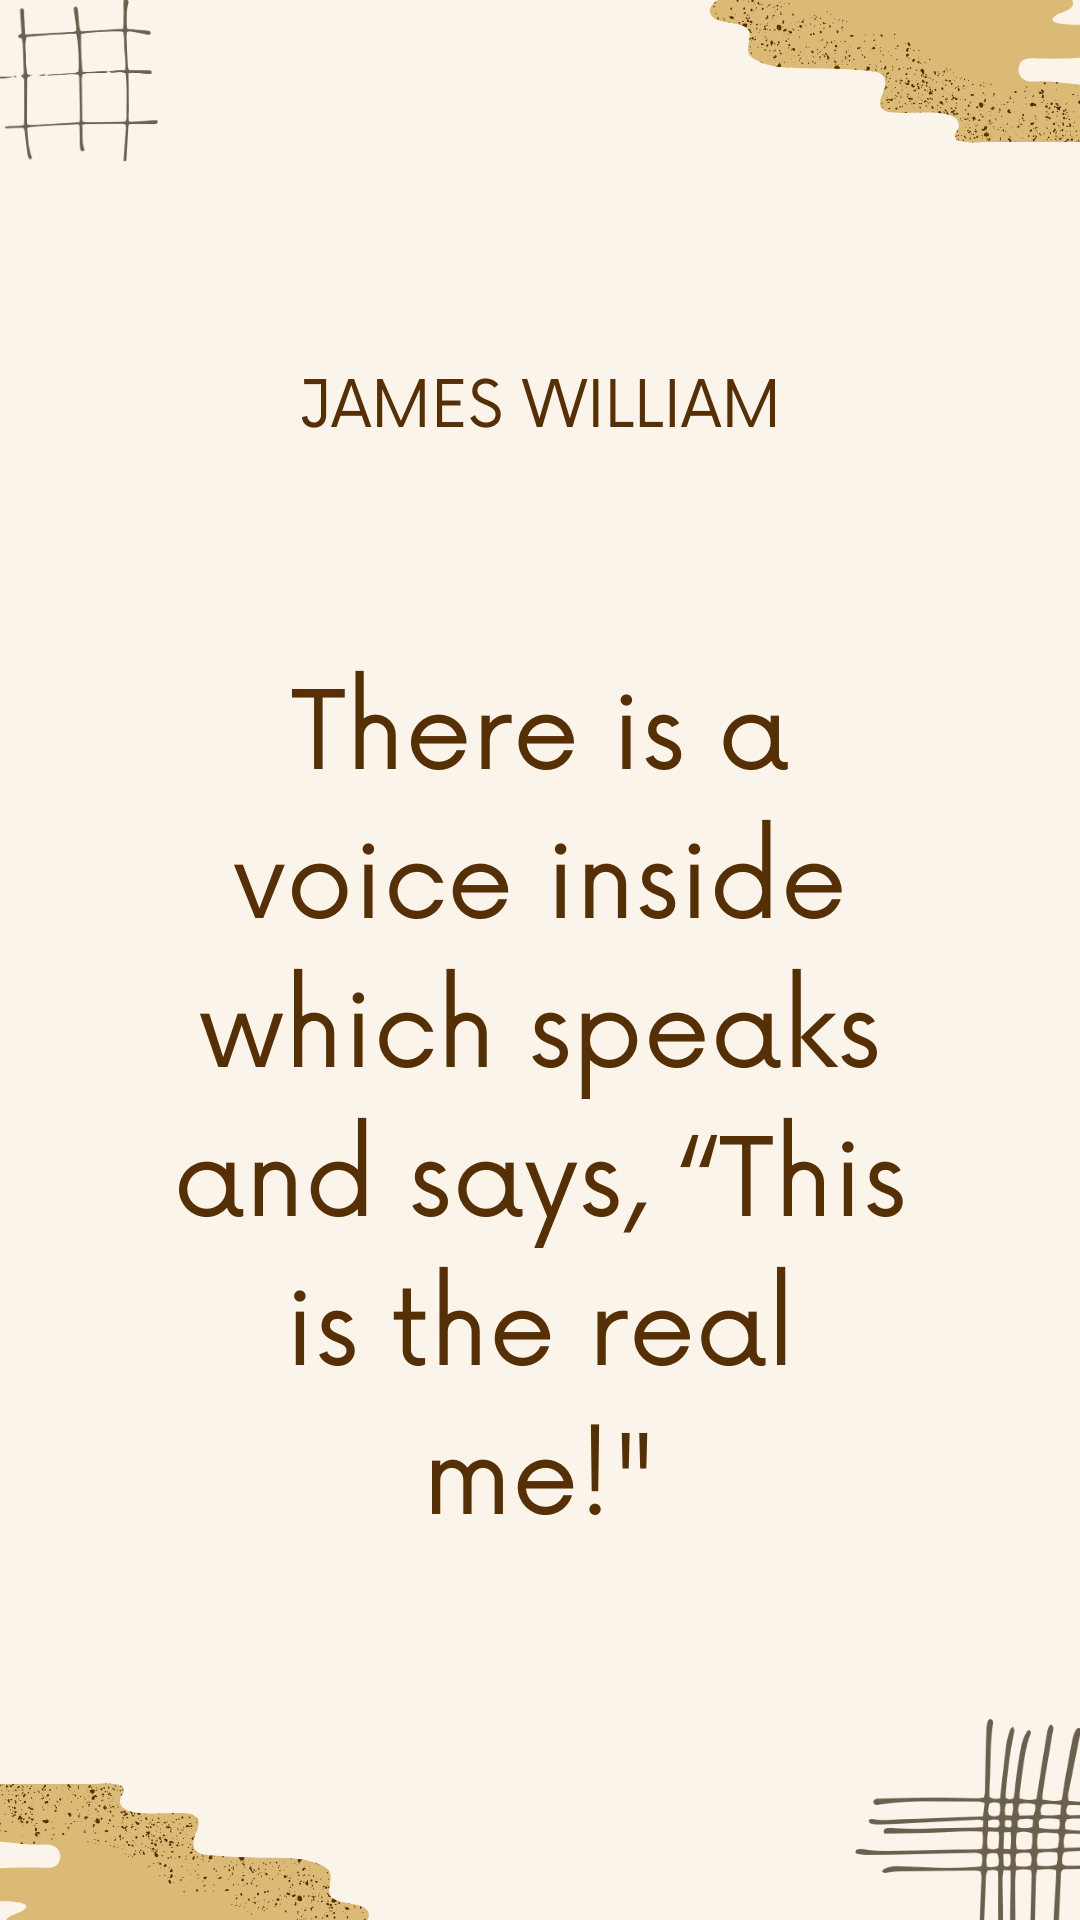 JAMES WILLIAM
There is a
voice inside
which speaks
and says, “This
is the real
me!"